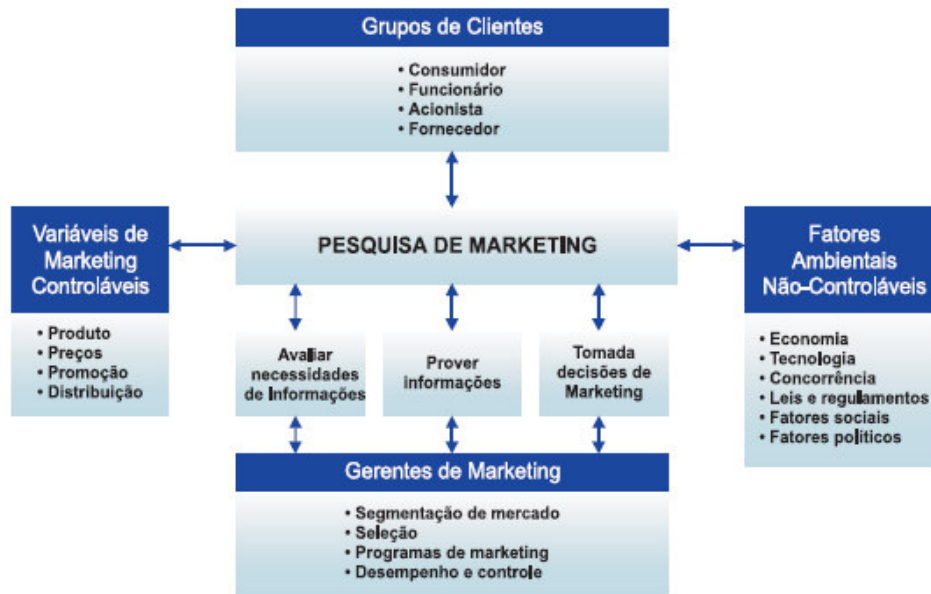 Grupos de Clientes
• Consumidor
• Funcionário
• Acionista
• Fornecedor
Variáveis de
Marketing
Controláveis
• Produto
• Preços
• Promoção
• Distribuição
PESQUISA DE MARKETING
Fatores
Ambientais
Não-Controláveis
• Economia
• Tecnologia
• Concorrência
• Leis e regulamentos
• Fatores sociais
• Fatores políticos
Avaliar
necessidades
de Informações
Prover
informações
Tomada
decisões de
Marketing
Gerentes de Marketing
• Segmentação de mercado
• Seleção
• Programas de marketing
• Desempenho e controle